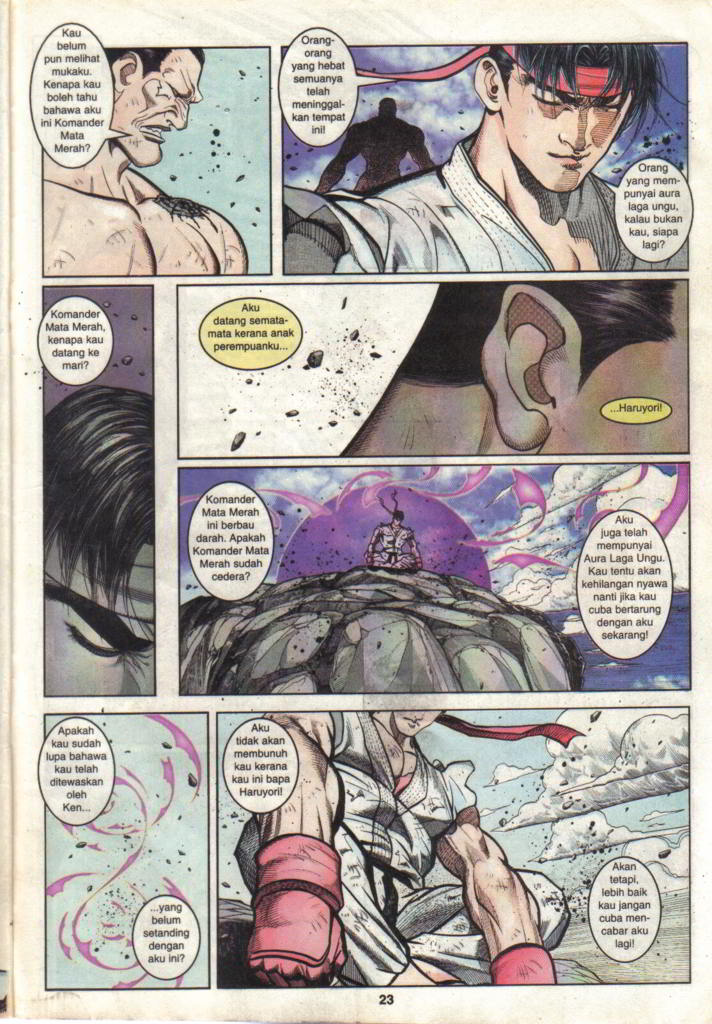 Kau
belum
pun melihat
mukaku.
Kenapa kau
boleh tahu
bahawa aku
ini Komander
Mata
Merah?
Orang-
orang
yang hebat
semuanya
telah
meninggal-
kan tempat
ini!
Orang
yang mem-
punyai aura
laga ungu,
kalau bukan
kau, siapa
lagi?
Komander
Mata Merah,
kenapa kau
datang ke
mari?
Aku
datang semata-
mata kerana anak
perempuanku...
...Haruyori!
Komander
Mata Merah
ini berbau
darah. Apakah
Komander Mata
Merah sudah
cedera?
Aku
juga telah
mempunyai
Aura Laga Ungu.
Kau tentu akan
kehilangan nyawa
nanti jika kau
cuba bertarung
dengan aku
sekarang!
Apakah
kau sudah
lupa bahawa
kau telah
ditewaskan
oleh
Ken...
...yang
belum
setanding
dengan
aku ini?
Aku
tidak akan
membunuh
kau kerana
kau ini bapa
Haruyori!
Akan
tetapi,
lebih baik
kau jangan
cuba men-
cabar aku
lagi!
23